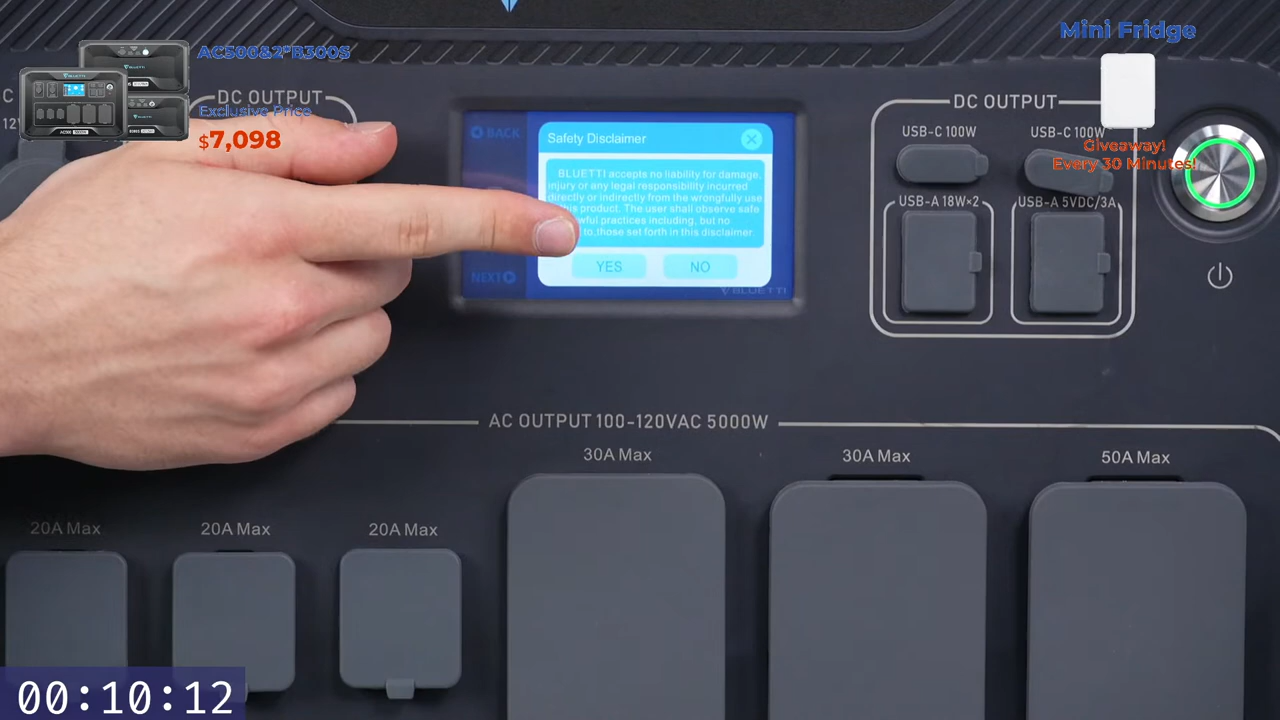 AC500&2*B300S
Exclusive Price
$7,098
Mini Fridge
Giveaway!
Every 30 Minutes!
C
12V
DC OUTPUT
BACK
NEXT
Safety Disclaimer
BLUETTI accepts no liability for damage,
injury or any legal responsibility incurred
directly or indirectly from the wrongfully use
this product. The user shall observe safe
practices including, but no
to,those set forth in this disclaimer
YES
NO
BLUETTI
DC OUTPUT
USB-C 100W
USB-C 100W
USB-A 18W×2
USB-A 5VDC/3A
AC OUTPUT 100-120VAC 5000W
30A Max
30A Max
50A Max
20A Max
20A Max
20A Max
00:10:12